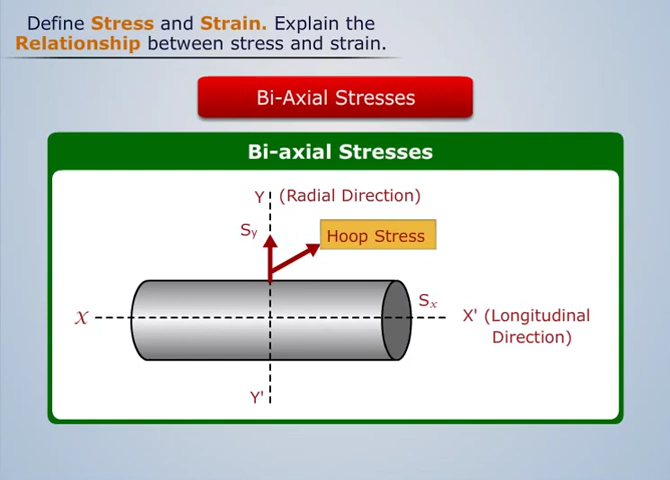 Define Stress and Strain. Explain the
Relationship between stress and strain.
Bi-Axial Stresses
Bi-axial Stresses
Y (Radial Direction)
Sy
Hoop Stress
Sx
X
X' (Longitudinal
Direction)
Y'